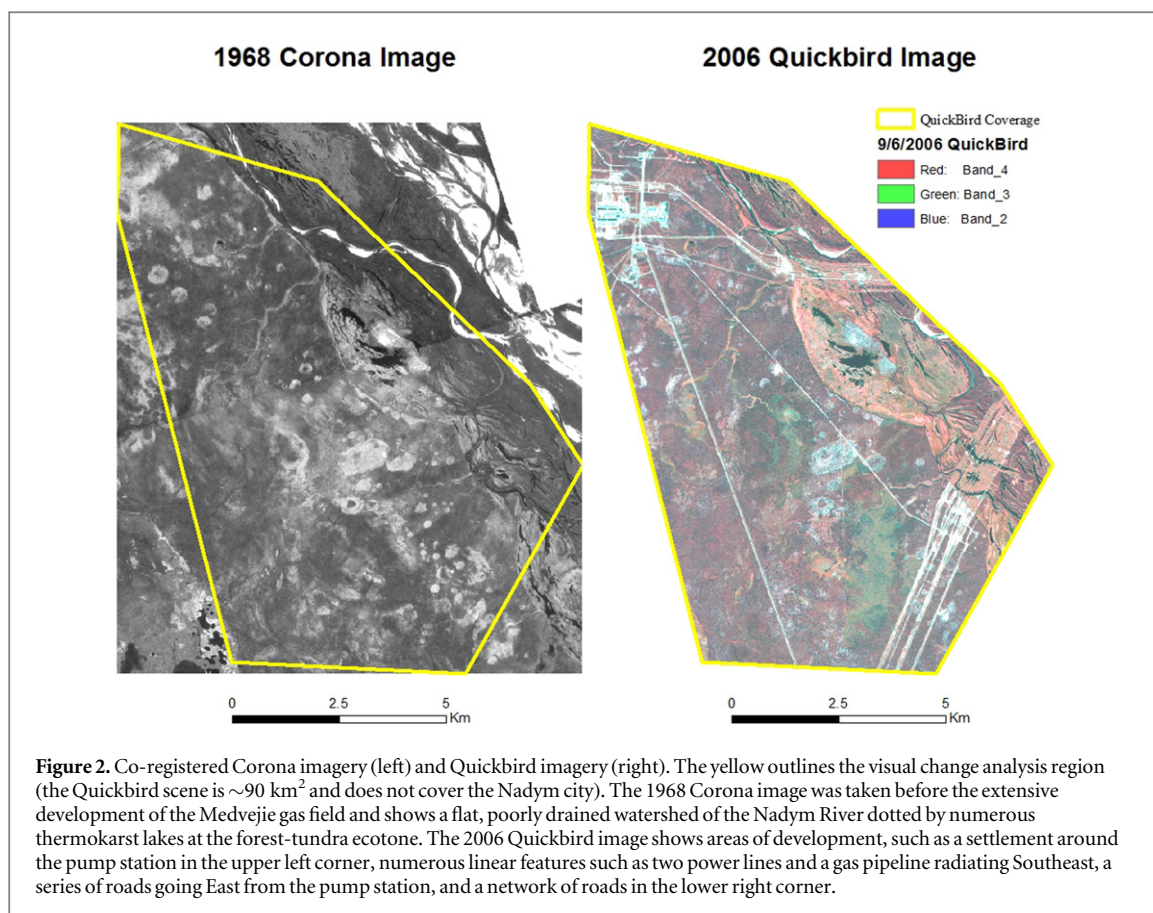 1968 Corona Image
2006 Quickbird Image
QuickBird Coverage
9/6/2006 QuickBird
Red: Band_4
Green: Band_3
Blue: Band_2
0 2.5 5
Km
0 2.5 5
Km
Figure 2. Co-registered Corona imagery (left) and Quickbird imagery (right). The yellow outlines the visual change analysis region
(the Quickbird scene is ∼90 km² and does not cover the Nadym city). The 1968 Corona image was taken before the extensive
development of the Medvejie gas field and shows a flat, poorly drained watershed of the Nadym River dotted by numerous
thermokarst lakes at the forest-tundra ecotone. The 2006 Quickbird image shows areas of development, such as a settlement around
the pump station in the upper left corner, numerous linear features such as two power lines and a gas pipeline radiating Southeast, a
series of roads going East from the pump station, and a network of roads in the lower right corner.